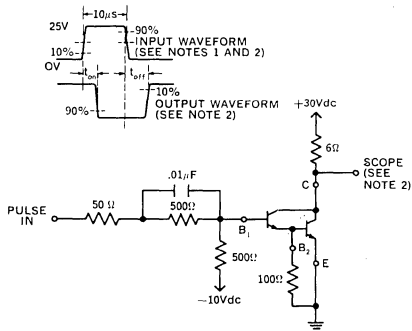 10μs
25V
90%
10%
INPUT WAVEFORM
(SEE NOTES 1 AND 2)
OV
ton
toff
10%
OUTPUT WAVEFORM
(SEE NOTE 2)
90%
+30Vdc
6Ω
SCOPE
(SEE
NOTE 2)
C
.01μF
PULSE
IN
50 Ω
500Ω
B1
B2
E
500Ω
100Ω
-10Vdc